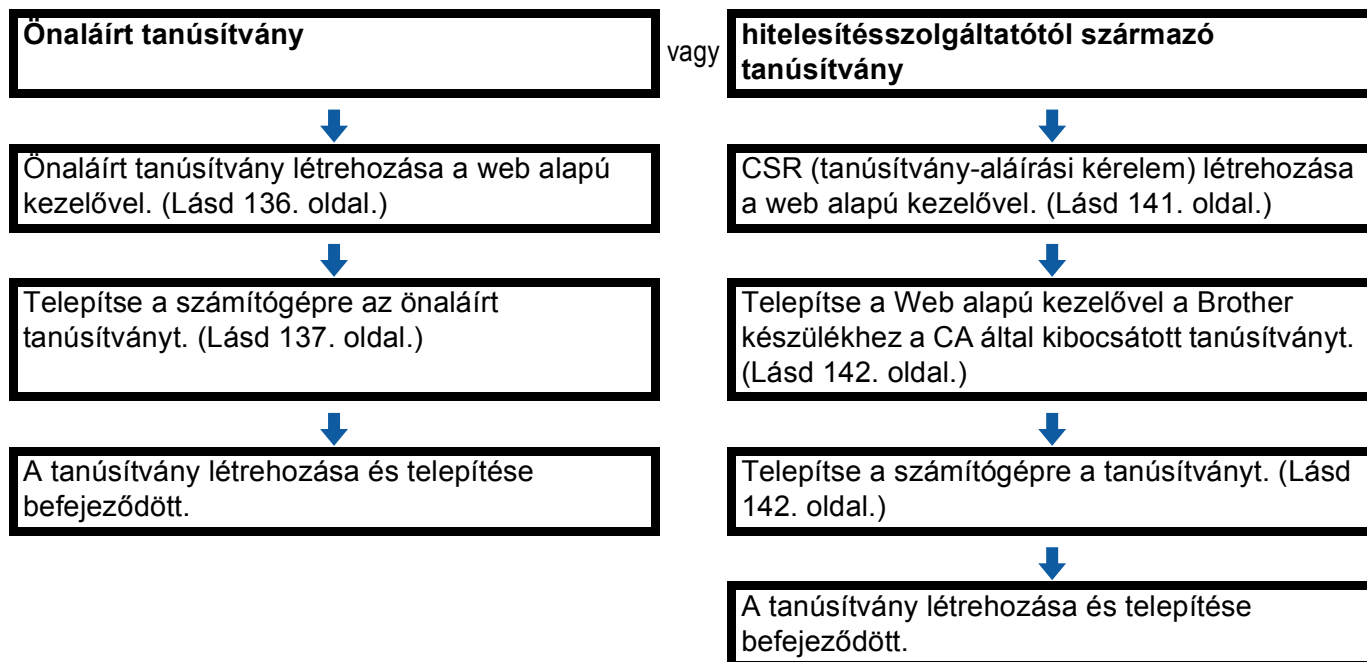 Önaláírt tanúsítvány
vagy
hitelesítésszolgáltatótól származó
tanúsítvány
Önaláírt tanúsítvány létrehozása a web alapú
kezelővel. (Lásd 136. oldal.)
CSR (tanúsítvány-aláírási kérelem) létrehozása
a web alapú kezelővel. (Lásd 141. oldal.)
Telepítse a számítógépre az önaláírt
tanúsítványt. (Lásd 137. oldal.)
Telepítse a Web alapú kezelővel a Brother
készülékhez a CA által kibocsátott tanúsítványt.
(Lásd 142. oldal.)
A tanúsítvány létrehozása és telepítése
befejeződött.
Telepítse a számítógépre a tanúsítványt. (Lásd
142. oldal.)
A tanúsítvány létrehozása és telepítése
befejeződött.